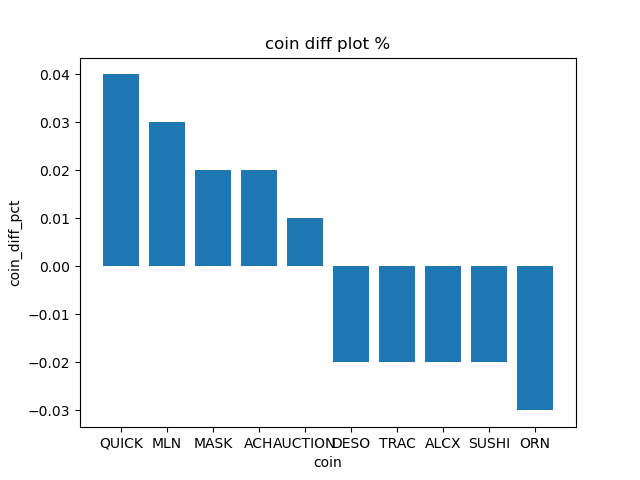 coin diff plot %
0.04
0.03
0.02
0.01
0.00
−0.01
−0.02
−0.03
coin_diff_pct
QUICK MLN MASK ACH AUCTION DESO TRAC ALCX SUSHI ORN
coin